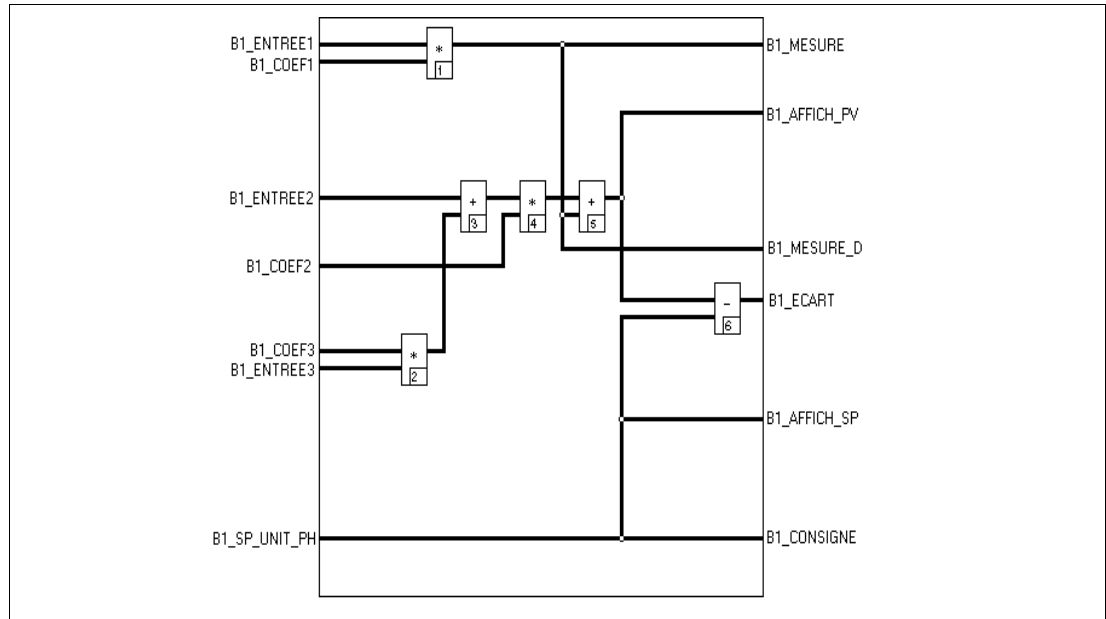 B1_ENTREE1
B1_COEF1
*
1
B1_MESURE
B1_AFFICH_PV
B1_ENTREE2
+
3
*
4
+
5
B1_MESURE_D
B1_COEF2
-
6
B1_ECART
B1_COEF3
B1_ENTREE3
*
2
B1_AFFICH_SP
B1_SP_UNIT_PH
B1_CONSIGNE